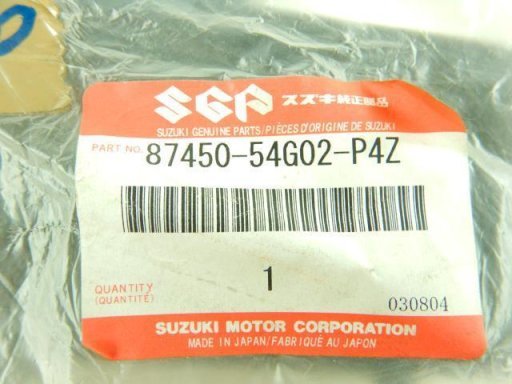 SGP スズキ純正部品
SUZUKI GENUINE PARTS/PIÈCES D'ORIGINE DE SUZUKI
PART NO. 87450-54G02-P4Z
QUANTITY 1
(QUANTITÉ)
030804
SUZUKI MOTOR CORPORATION
MADE IN JAPAN/FABRIQUÉ AU JAPON